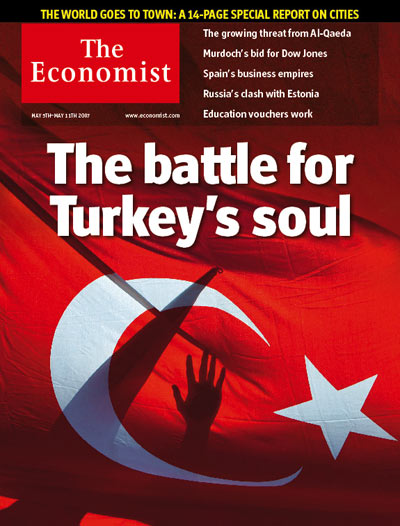 THE WORLD GOES TO TOWN: A 14-PAGE SPECIAL REPORT ON CITIES
The
Economist
The growing threat from Al-Qaeda
Murdoch's bid for Dow Jones
Spain's business empires
Russia's clash with Estonia
Education vouchers work
MAY 5TH-MAY 11TH 2007
www.economist.com
The battle for
Turkey's soul